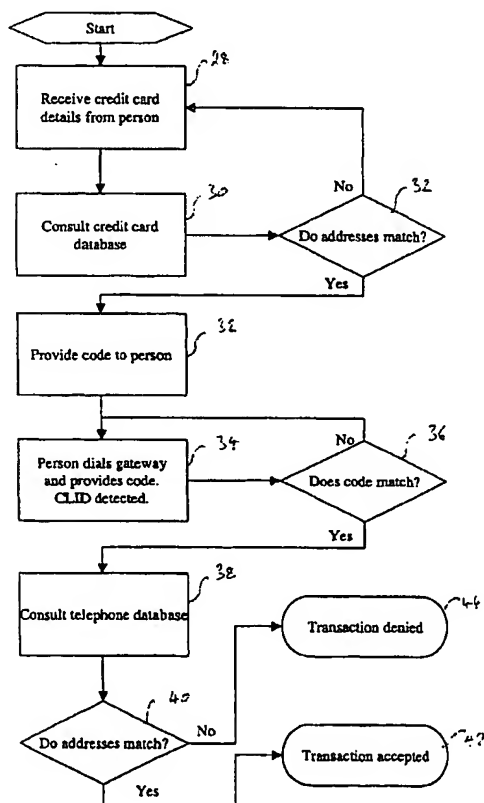 Start
28
Receive credit card
details from person
No
32
30
Consult credit card
database
Do addresses match?
Yes
32
Provide code to person
No
36
34
Person dials gateway
and provides code.
CLID detected.
Does code match?
Yes
38
Consult telephone database
44
Transaction denied
40
No
Do addresses match?
42
Transaction accepted
Yes